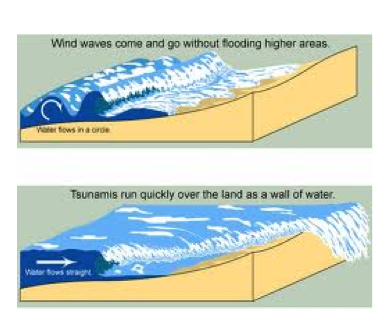 Wind waves come and go without flooding higher areas.
Water flows in a circle.
Tsunamis run quickly over the land as a wall of water.
Water flows straight.